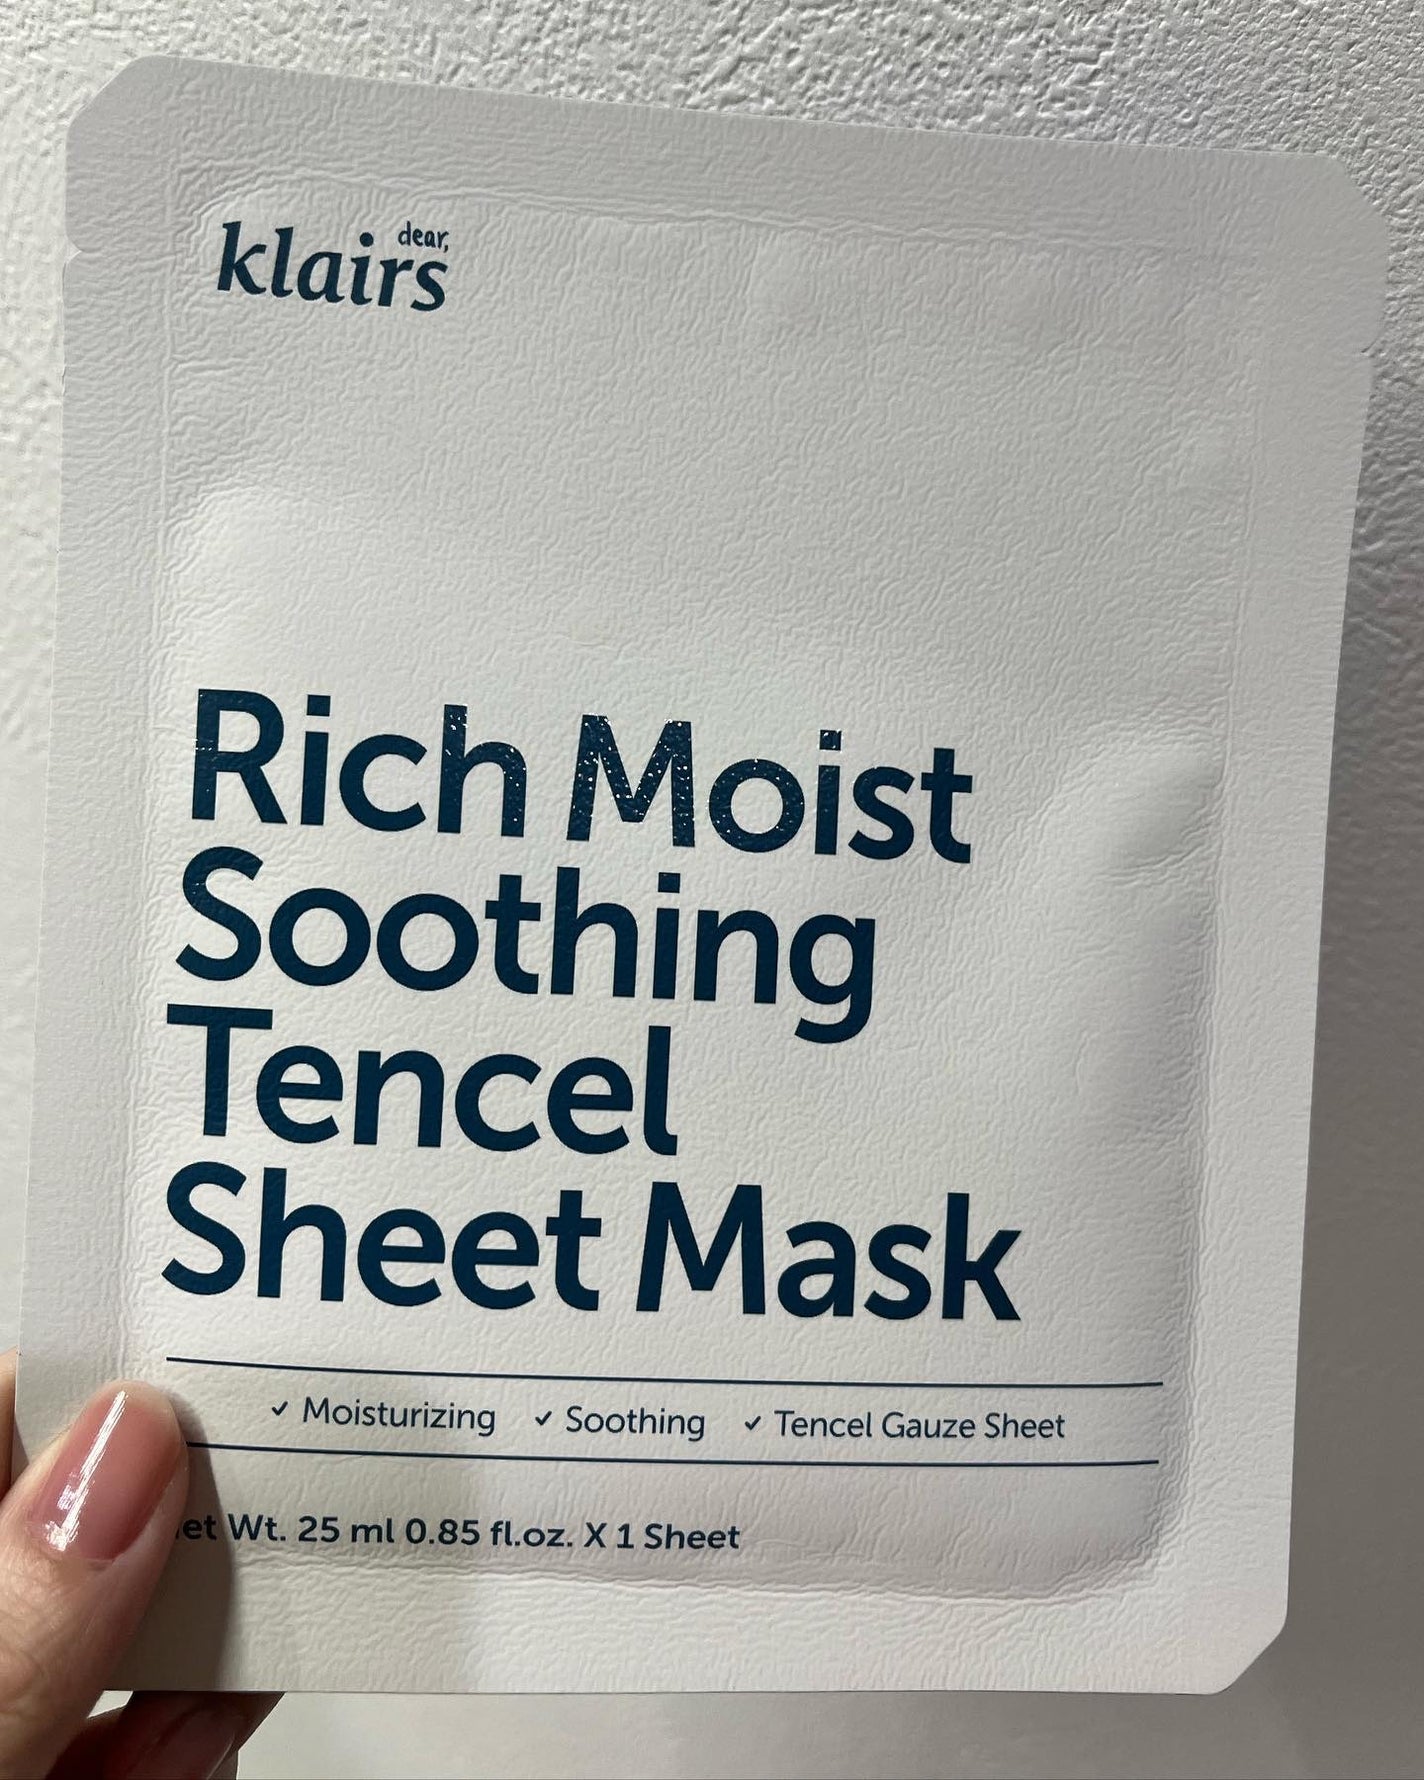 dear,
klairs
Rich Moist
Soothing
Tencel
Sheet Mask
✓ Moisturizing ✓ Soothing ✓ Tencel Gauze Sheet
Wt. 25 ml 0.85 fl.oz. X 1 Sheet